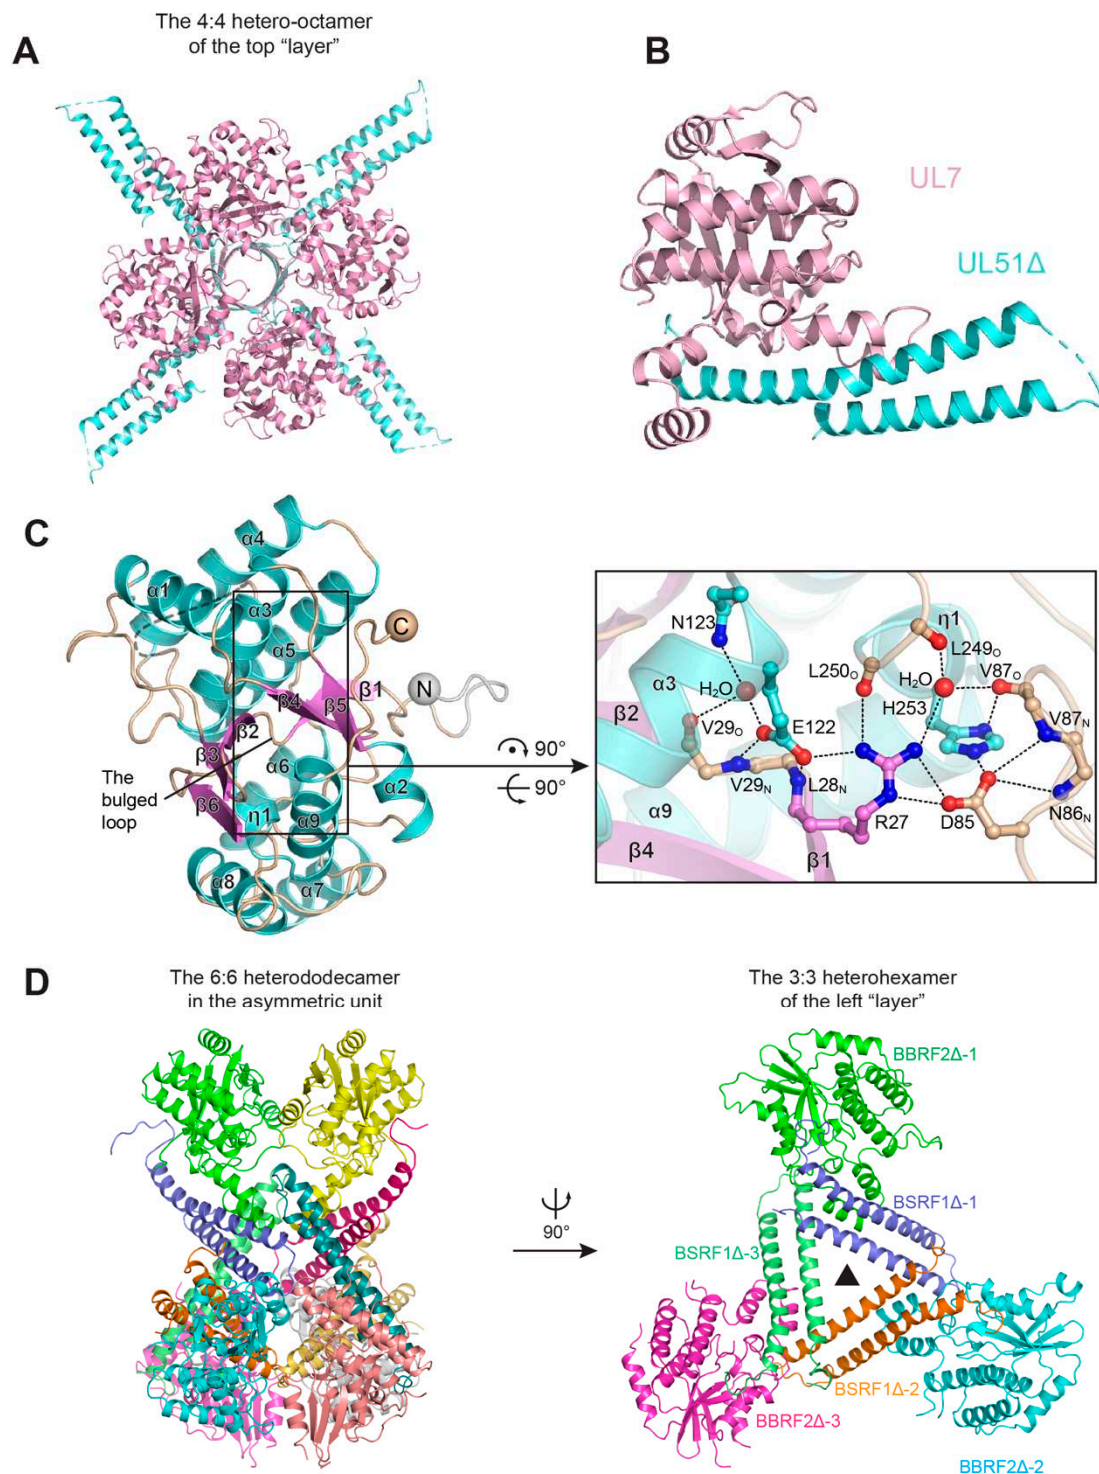 The 4:4 hetero-octamer
of the top “layer”
A
B
UL7
UL51Δ
C
α4
α1
α3
α5
C
N
β1
β4
β5
β2
β3
α6
The
bulged
loop
β6
η1
α9
α2
α8
α7
90°
90°
N123
η1
L250O
L249O
α3
H₂O
H₂O
V87O
β2
H253
V29O
E122
V87N
V29N
L28N
α9
R27
D85
N86N
β4
β1
D
The 6:6 heterododecamer
in the asymmetric unit
The 3:3 heterohexamer
of the left “layer”
BBRF2Δ-1
BSRF1Δ-1
90°
BSRF1Δ-3
BSRF1Δ-2
BBRF2Δ-3
BBRF2Δ-2